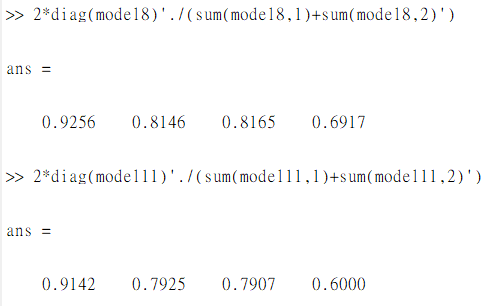 >> 2*diag(model8)'./(sum(model8,1)+sum(model8,2)')
ans =
0.9256 0.8146 0.8165 0.6917
>> 2*diag(model11)'./(sum(model11,1)+sum(model11,2)')
ans =
0.9142 0.7925 0.7907 0.6000